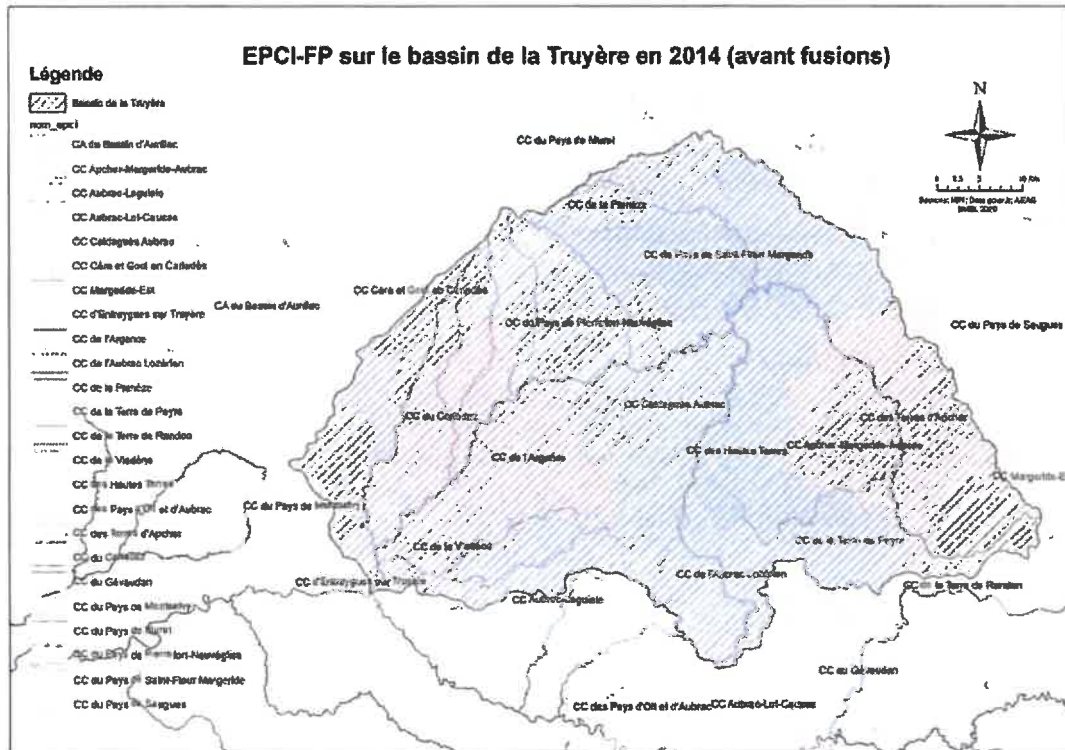 EPCI-FP sur le bassin de la Truyère en 2014 (avant fusions)
Légende
Bassin de la Truyère
nom_epci
CA du Bassin d'Aurillac
CC Apcher-Margeride-Aubrac
CC Aubrac-Laguiole
CC Aubrac-Lot-Causse
CC Caldaguès Aubrac
CC Cère et Goul en Carladès
CC Margeride-Est
CC d'Entraygues sur Truyère
CC de l'Argence
CC de l'Aubrac Lozérien
CC de la Planèze
CC de la Terre de Peyre
CC de la Terre de Randon
CC de la Viadène
CC des Hautes Terres
CC des Pays d'Olt et d'Aubrac
CC des Terres d'Apcher
CC du Carladez
CC du Gévaudan
CC du Pays de Montsalvy
CC du Pays de Murat
CC du Pays de Pierrefort-Neuvéglise
CC du Pays de Saint-Flour Margeride
CC du Pays de Saugues
N
0 2.5 5 10 Km
CC du Pays de Murat
CC de la Planèze
CC du Pays de Saint-Flour Margeride
CC Cère et Goul en Carladès
CA du Bassin d'Aurillac
CC du Pays de Pierrefort-Neuvéglise
CC du Pays de Saugues
CC Caldaguès Aubrac
CC du Carladez
CC des Terres d'Apcher
CC de l'Argence
CC des Hautes Terres
CC Apcher-Margeride-Aubrac
CC Margeride-E
CC du Pays de Montsalvy
CC de la Viadène
CC de la Terre de Peyre
CC d'Entraygues sur Truyère
CC de l'Aubrac Lozérien
CC de la Terre de Randon
CC Aubrac-Laguiole
CC du Gévaudan
CC des Pays d'Olt et d'Aubrac
CC Aubrac-Lot-Causse